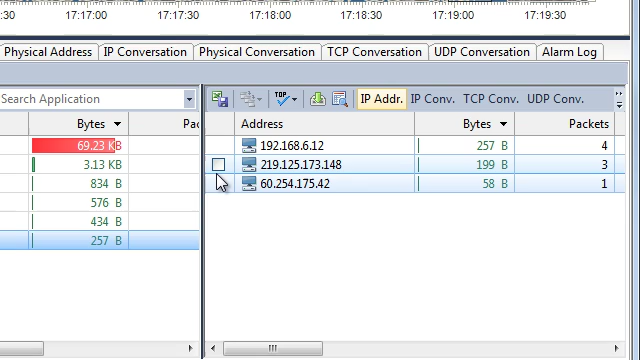 :30 17:17:00 17:17:30 17:18:00 17:18:30 17:19:00 17:19:30
Physical Address IP Conversation Physical Conversation TCP Conversation UDP Conversation Alarm Log
Search Application TOP IP Addr. IP Conv. TCP Conv. UDP Conv.
Bytes Pac Address Bytes Packets
69.23 KB 192.168.6.12 257 B 4
3.13 KB 219.125.173.148 199 B 3
834 B 60.254.175.42 58 B 1
576 B
434 B
257 B